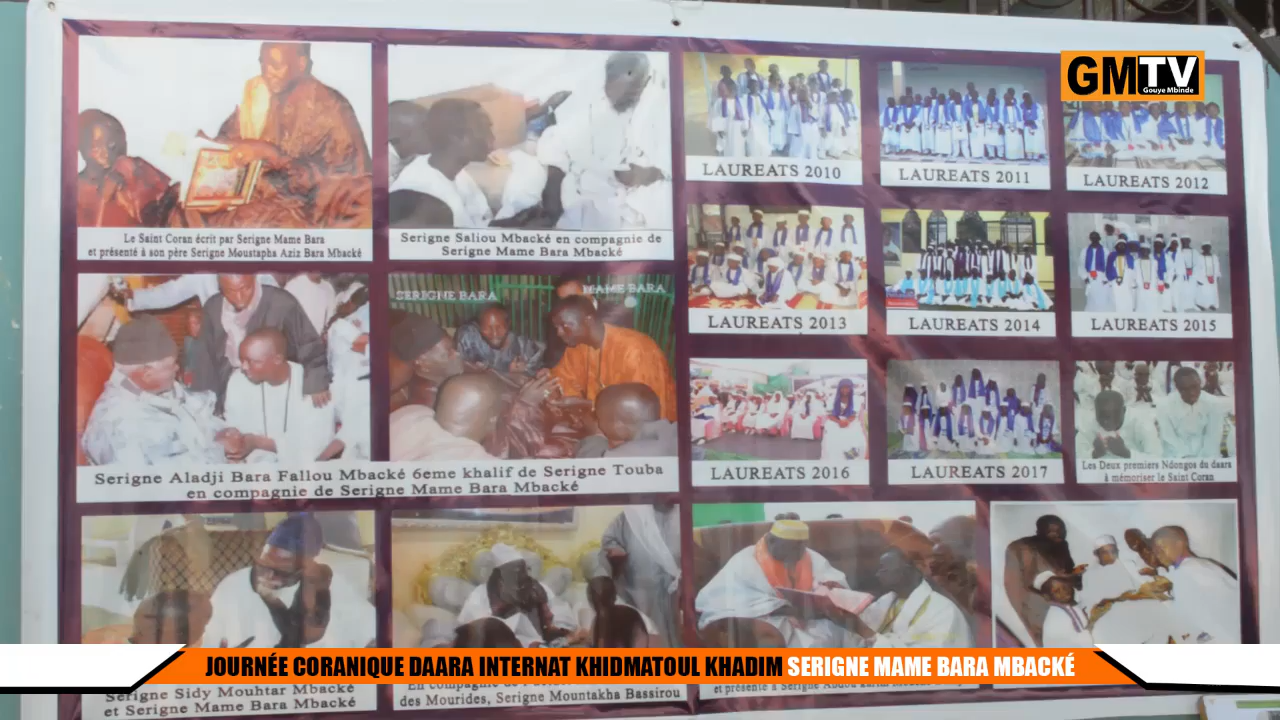 GMTV
Gouye Mbinde
Le Saint Coran écrit par Serigne Mame Bara
et présenté à son père Serigne Moustapha Aziz Bara Mbacké
Serigne Saliou Mbacké en compagnie de
Serigne Mame Bara Mbacké
LAUREATS 2010
LAUREATS 2011
LAUREATS 2012
LAUREATS 2013
LAUREATS 2014
LAUREATS 2015
SERIGNE BARA
MAME BARA
Serigne Aladji Bara Fallou Mbacké 6eme khalif de Serigne Touba
en compagnie de Serigne Mame Bara Mbacké
LAUREATS 2016
LAUREATS 2017
Les Deux premiers Ndongos du daara
à mémoriser le Saint Coran
JOURNÉE CORANIQUE DAARA INTERNAT KHIDMATOUL KHADIM SERIGNE MAME BARA MBACKÉ
Serigne Sidy Mouhtar Mbacké
et Serigne Mame Bara Mbacké
En compagnie de
des Mourides, Serigne Mountakha Bassirou
et présenté à Serigne Abdou